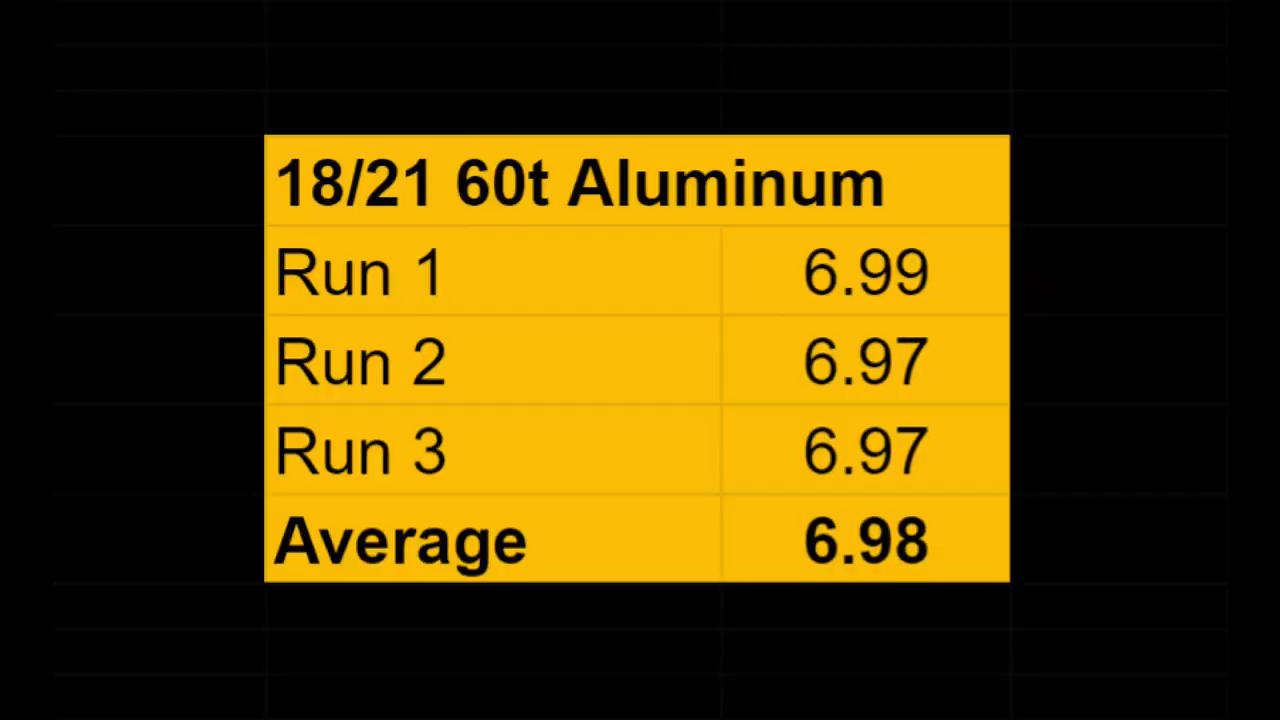 18/21 60t Aluminum
Run 1 6.99
Run 2 6.97
Run 3 6.97
Average 6.98